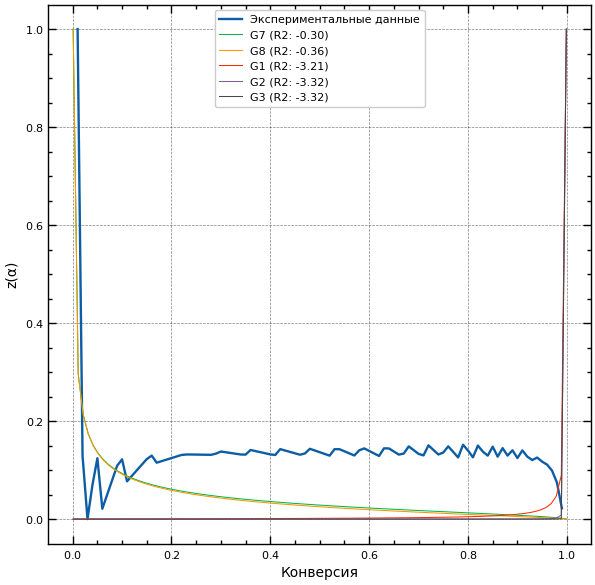 Экспериментальные данные
G7 (R2: -0.30)
G8 (R2: -0.36)
G1 (R2: -3.21)
G2 (R2: -3.32)
G3 (R2: -3.32)
z(α)
1.0
0.8
0.6
0.4
0.2
0.0
0.0 0.2 0.4 0.6 0.8 1.0
Конверсия